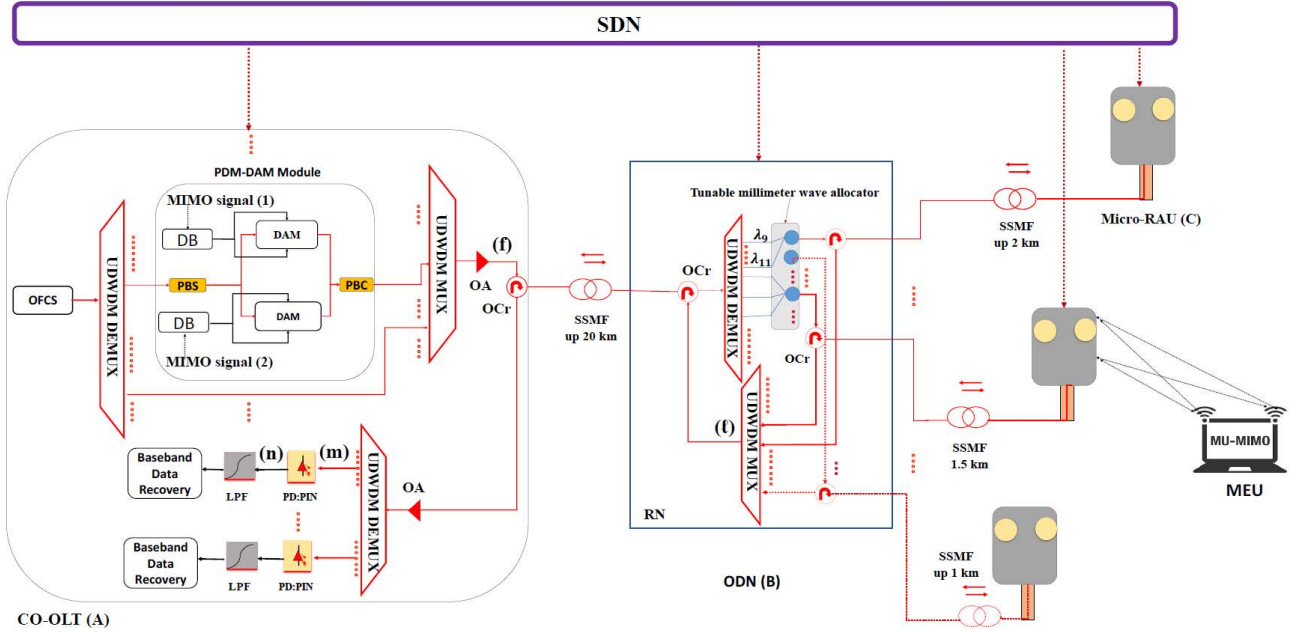 SDN
PDM-DAM Module
MIMO signal (1)
DB
DAM
OFCS
UDWDM DEMUX
PBS
PBC
DAM
DB
MIMO signal (2)
UDWDM MUX
(f)
OA
OCr
SSMF
up 20 km
Baseband
Data
Recovery
(n)
(m)
LPF
PD:PIN
UDWDM DEMUX
OA
Baseband
Data
Recovery
LPF
PD:PIN
CO-OLT (A)
Tunable millimeter wave allocator
λ9
λ11
OCr
UDWDM DEMUX
OCr
(ℓ)
UDWDM MUX
RN
ODN (B)
SSMF
up 2 km
Micro-RAU (C)
SSMF
1.5 km
MU-MIMO
MEU
SSMF
up 1 km